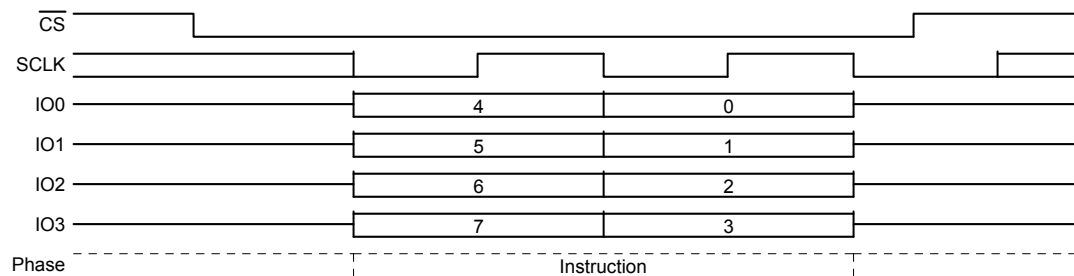 CS
SCLK
IO0 4 0
IO1 5 1
IO2 6 2
IO3 7 3
Phase Instruction